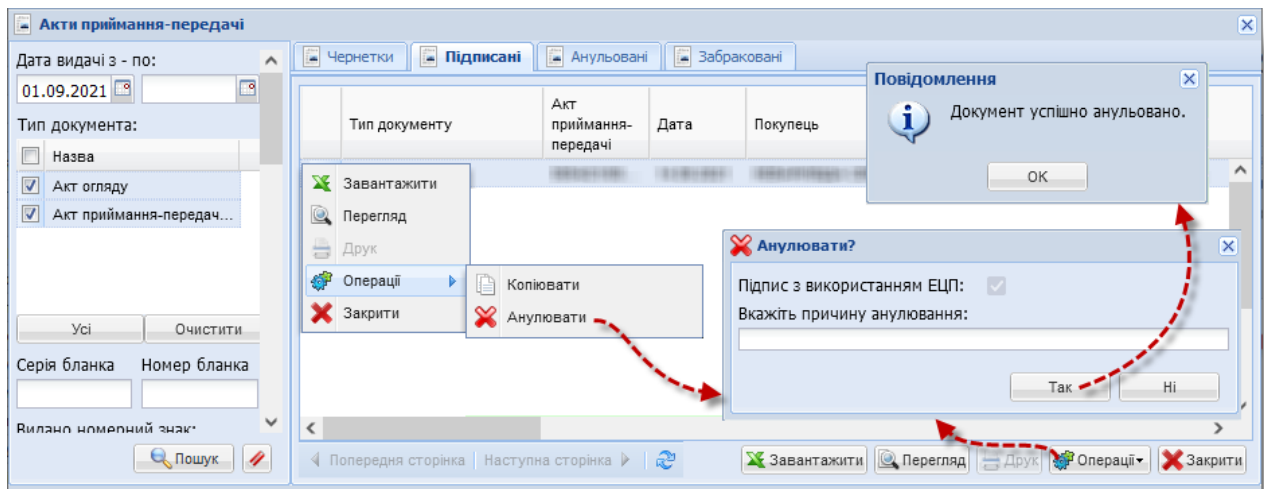 Акти приймання-передачі
Дата видачі з - по:
01.09.2021
Тип документа:
Назва
Акт огляду
Акт приймання-передач...
Усі
Очистити
Серія бланка
Номер бланка
Видано номерний знак:
Пошук
Чернетки
Підписані
Анульовані
Забраковані
Тип документу
Акт
приймання-
передачі
Дата
Покупець
Завантажити
Перегляд
Друк
Операції
Закрити
Копіювати
Анулювати
Повідомлення
Документ успішно анульовано.
ОК
Анулювати?
Підпис з використанням ЕЦП:
Вкажіть причину анулювання:
Так
Ні
Попередня сторінка
Наступна сторінка
Завантажити
Перегляд
Друк
Операції
Закрити